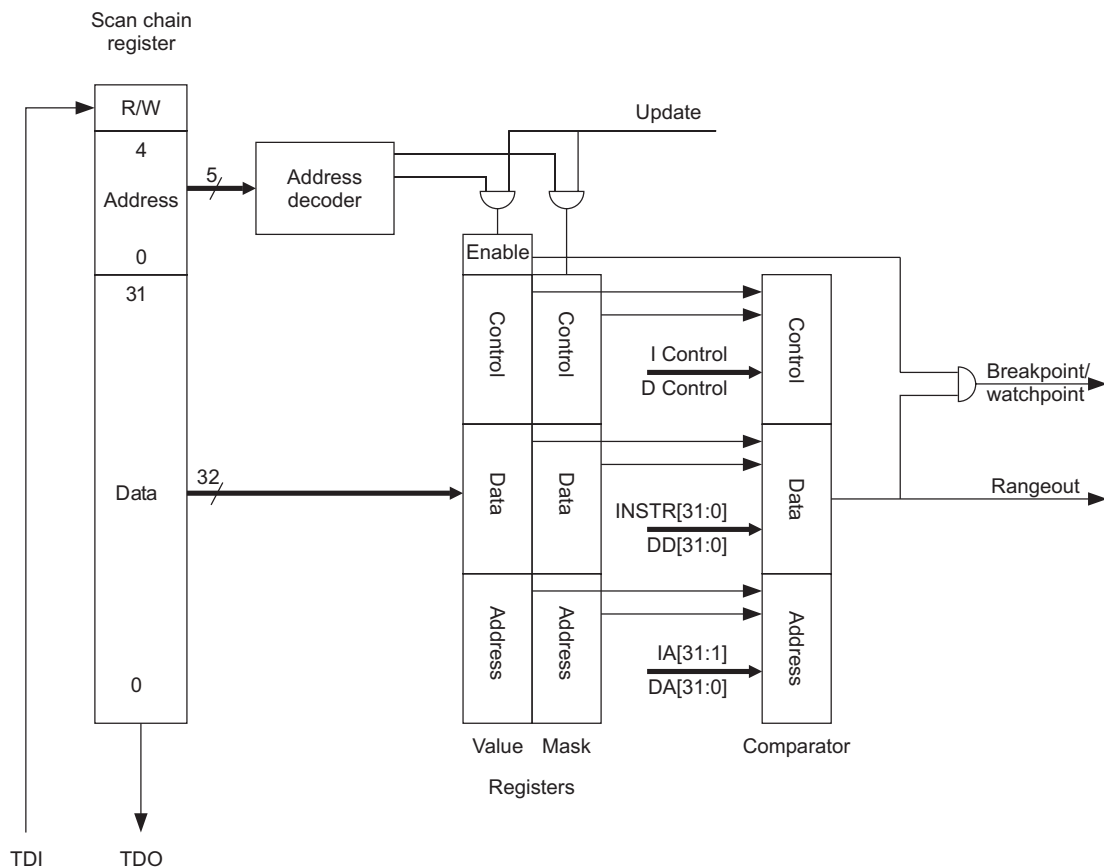 Scan chain
register
R/W
Update
4
5
Address
decoder
Address
0
Enable
31
Control
Control
Control
I Control
D Control
Breakpoint/
watchpoint
32
Data
Data
Data
Data
INSTR[31:0]
DD[31:0]
Rangeout
Address
Address
Address
IA[31:1]
DA[31:0]
0
Value
Mask
Comparator
Registers
TDI
TDO